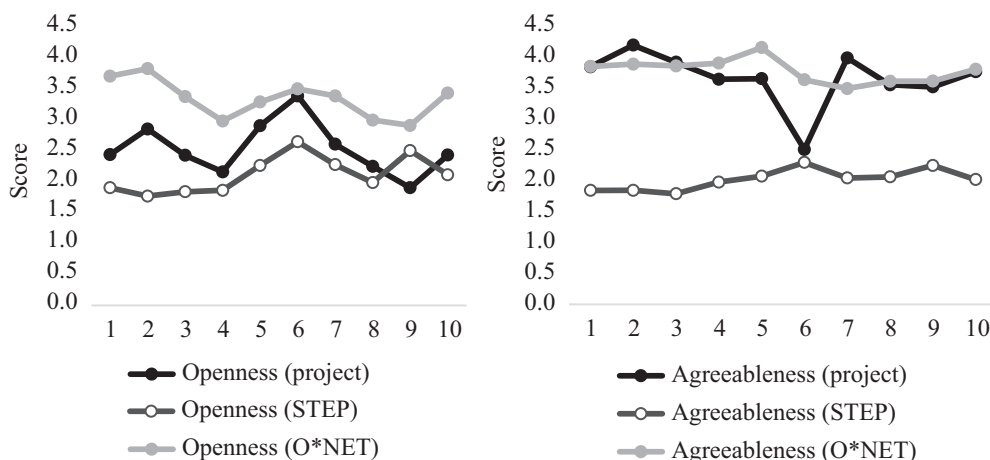 4.5
4.0
3.5
3.0
2.5
2.0
1.5
1.0
0.5
0.0
Score
1 2 3 4 5 6 7 8 9 10
Openness (project)
Openness (STEP)
Openness (O*NET)
4.5
4.0
3.5
3.0
2.5
2.0
1.5
1.0
0.5
0.0
Score
1 2 3 4 5 6 7 8 9 10
Agreeableness (project)
Agreeableness (STEP)
Agreeableness (O*NET)